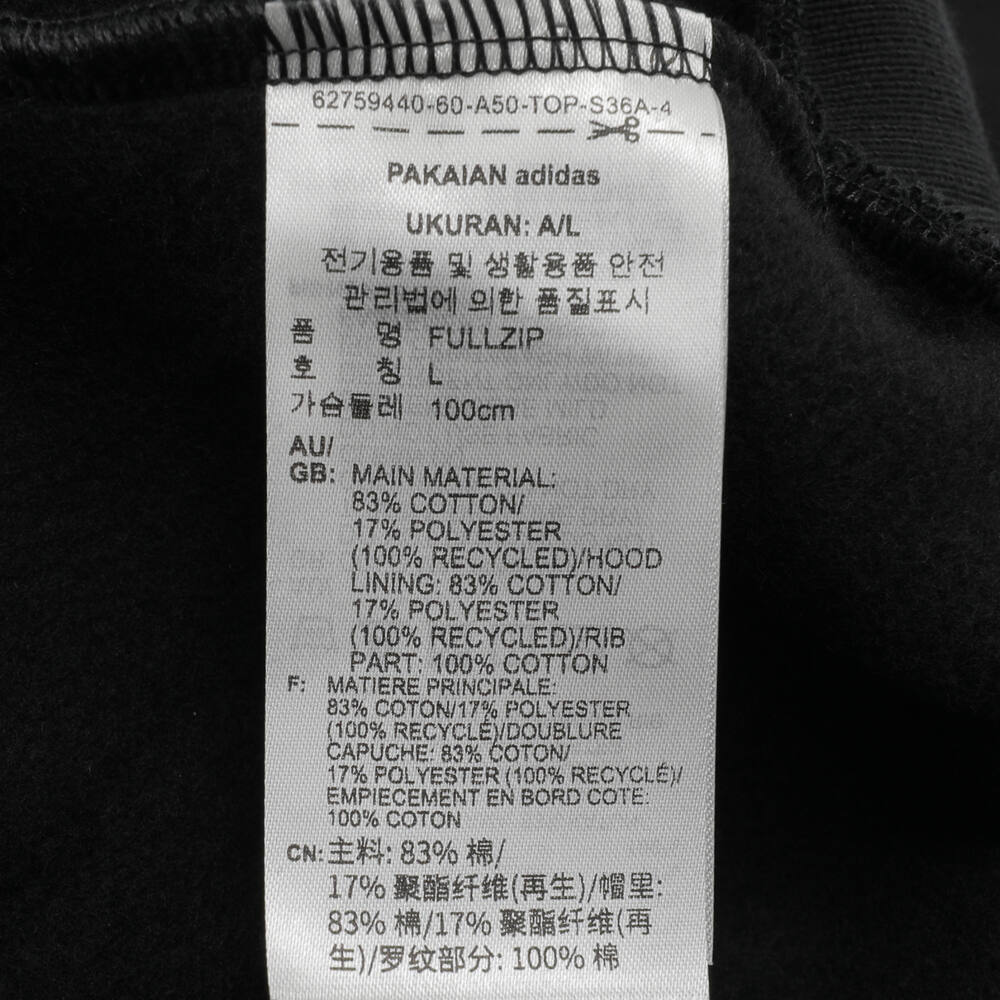 62759440-60-A50-TOP-S36A-4
PAKAIAN adidas
UKURAN: A/L
전기용품 및 생활용품 안전
관리법에 의한 품질표시
품 명 FULLZIP
호 칭 L
가슴둘레 100cm
AU/
GB: MAIN MATERIAL:
83% COTTON/
17% POLYESTER
(100% RECYCLED)/HOOD
LINING: 83% COTTON/
17% POLYESTER
(100% RECYCLED)/RIB
PART: 100% COTTON
F: MATIERE PRINCIPALE:
83% COTON/17% POLYESTER
(100% RECYCLÉ)/DOUBLURE
CAPUCHE: 83% COTON/
17% POLYESTER (100% RECYCLÉ)/
EMPIECEMENT EN BORD COTE:
100% COTON
CN: 主料: 83% 棉/
17% 聚酯纤维(再生)/帽里:
83% 棉/17% 聚酯纤维(再
生)/罗纹部分: 100% 棉